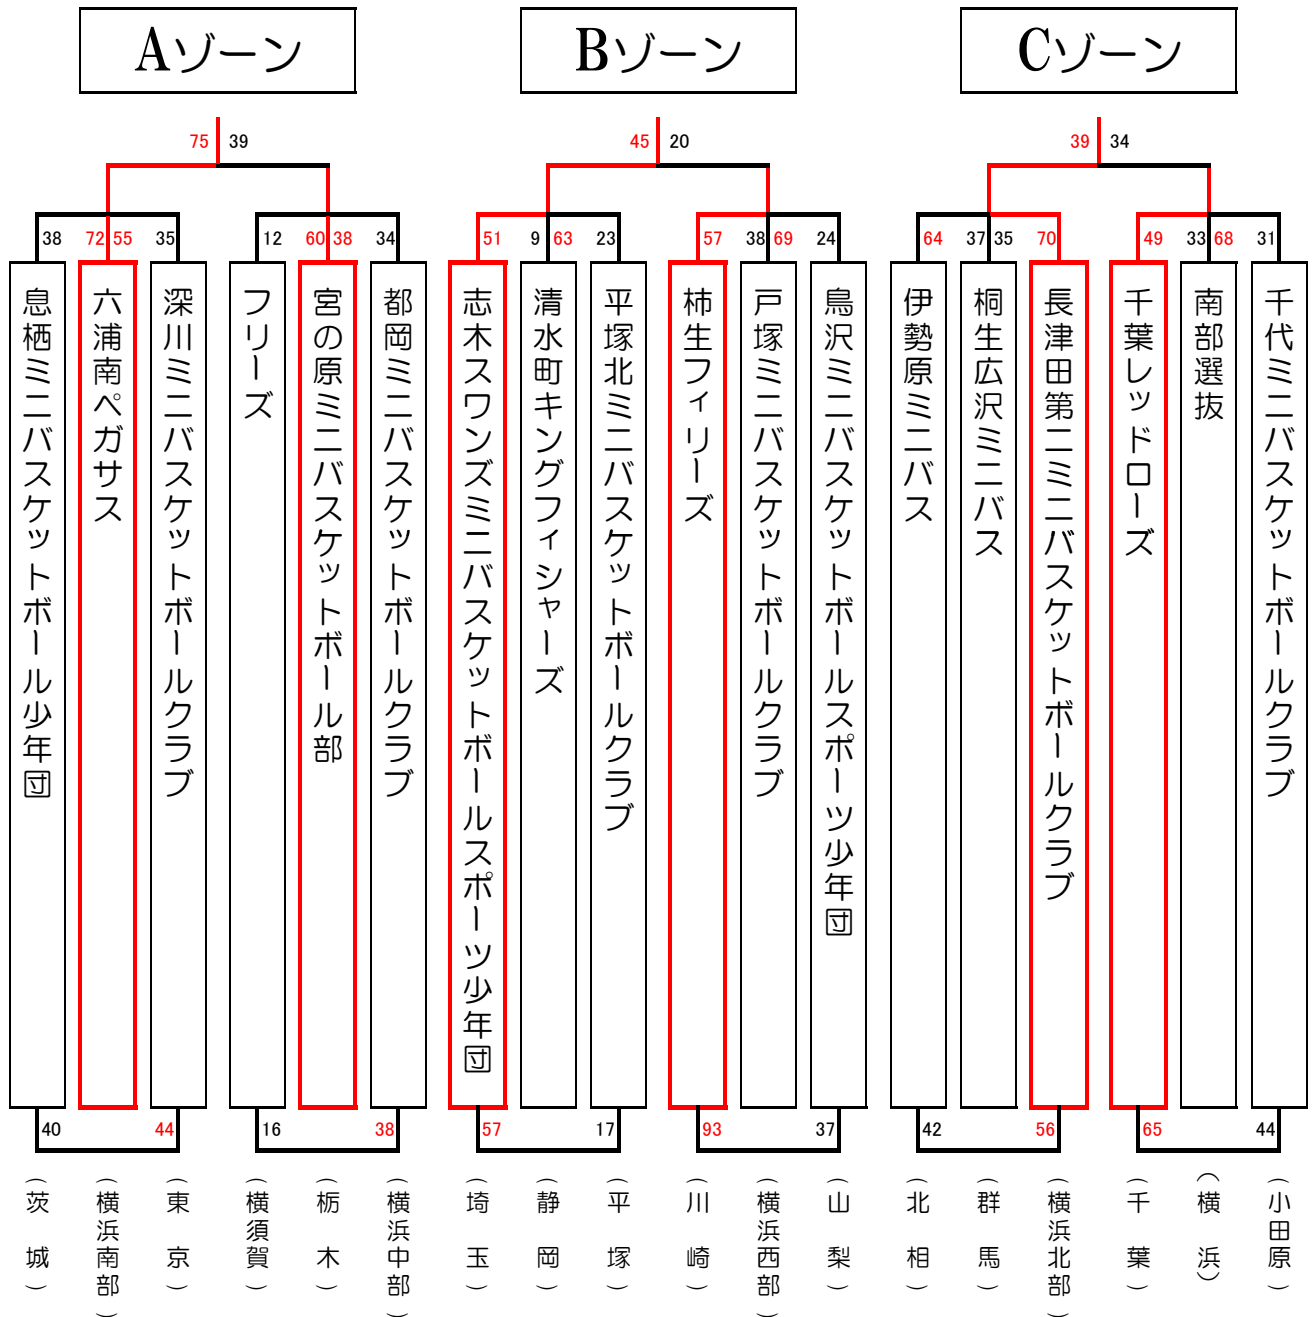 Aゾーン
Bゾーン
Cゾーン
75 39
45 20
39 34
38 72 55 35
12 60 38 34
51 9 63 23
57 38 69 24
64 37 35 70
49 33 68 31
息栖ミニバスケットボール少年団
六浦南ペガサス
深川ミニバスケットボールクラブ
フリーズ
宮の原ミニバスケットボール部
都岡ミニバスケットボールクラブ
志木スワンズミニバスケットボールスポーツ少年団
清水町キングフィシャーズ
平塚北ミニバスケットボールクラブ
柿生フィリーズ
戸塚ミニバスケットボールクラブ
鳥沢ミニバスケットボールスポーツ少年団
伊勢原ミニバス
桐生広沢ミニバス
長津田第二ミニバスケットボールクラブ
千葉レッドローズ
南部選抜
千代ミニバスケットボールクラブ
40 44
16 38
57 17
93 37
42 56
65 44
(茨城)
(横浜南部)
(東京)
(横須賀)
(栃木)
(横浜中部)
(埼玉)
(静岡)
(平塚)
(川崎)
(横浜西部)
(山梨)
(北相)
(群馬)
(横浜北部)
(千葉)
(横浜)
(小田原)